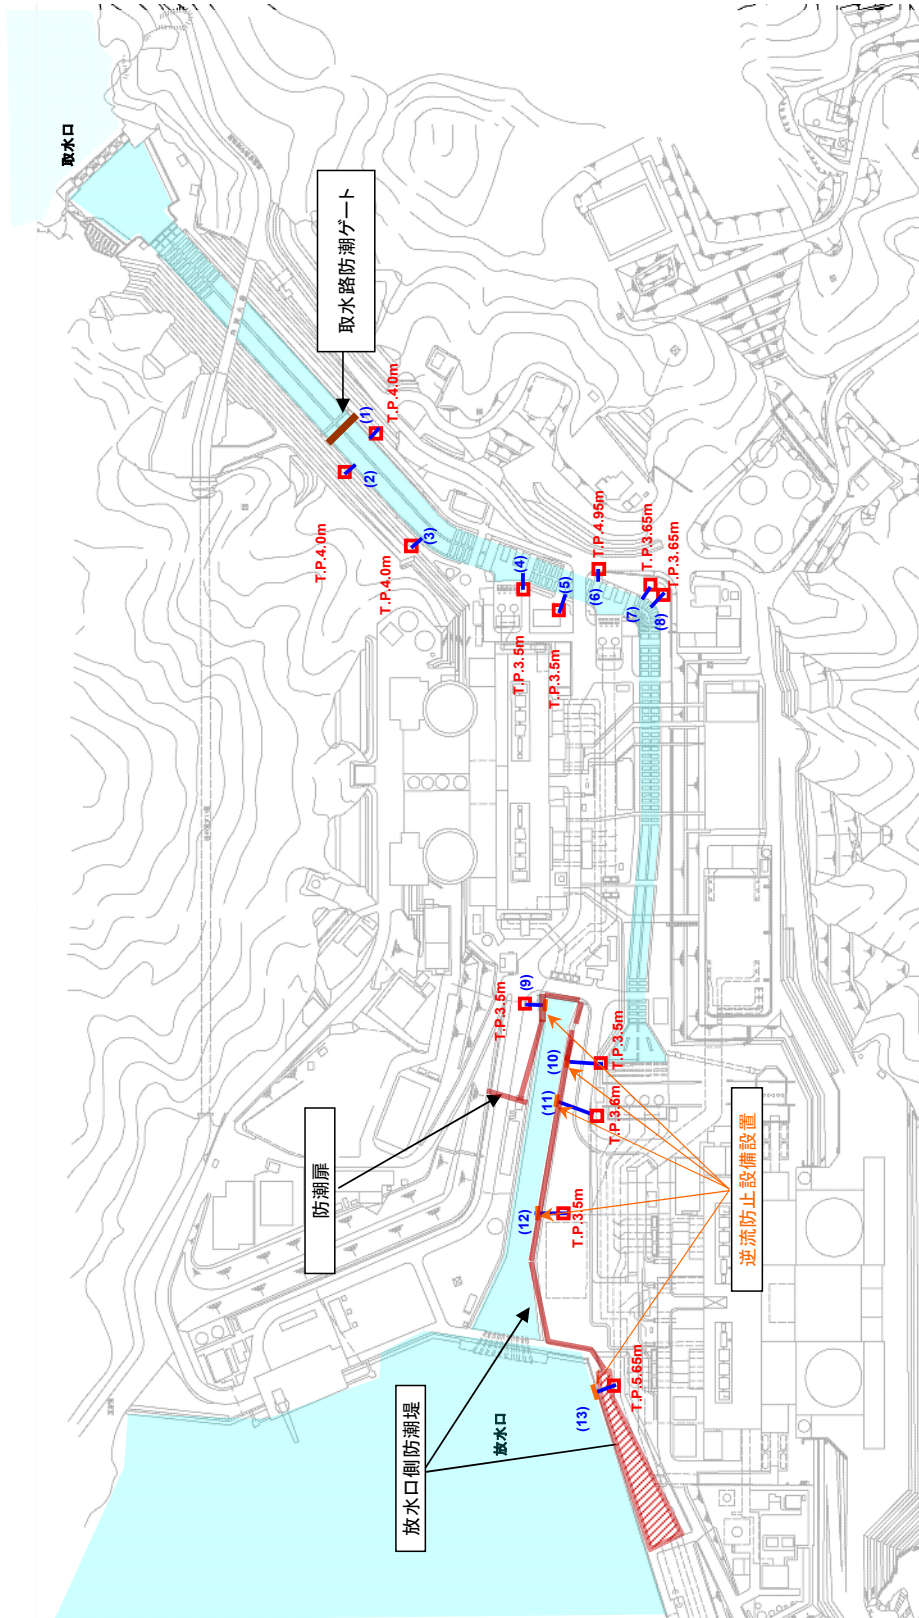 取水口
取水路防潮ゲート
(1)
T.P.4.0m
(2)
T.P.4.0m
(3)
T.P.4.0m
(4)
T.P.3.5m
(5)
T.P.3.5m
(6)
T.P.4.95m
(7)
T.P.3.65m
(8)
T.P.3.65m
(9)
T.P.3.5m
(10)
T.P.3.5m
(11)
T.P.3.6m
(12)
T.P.3.5m
(13)
T.P.5.65m
防潮扉
逆流防止設備設置
放水口側防潮堤
放水口